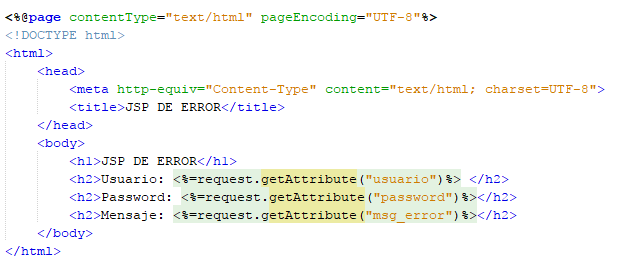 <%@page contentType="text/html" pageEncoding="UTF-8"%>
<!DOCTYPE html>
<html>
    <head>
        <meta http-equiv="Content-Type" content="text/html; charset=UTF-8">
        <title>JSP DE ERROR</title>
    </head>
    <body>
        <h1>JSP DE ERROR</h1>
        <h2>Usuario: <%=request.getAttribute("usuario")%> </h2>
        <h2>Password: <%=request.getAttribute("password")%></h2>
        <h2>Mensaje: <%=request.getAttribute("msg_error")%></h2>
    </body>
</html>